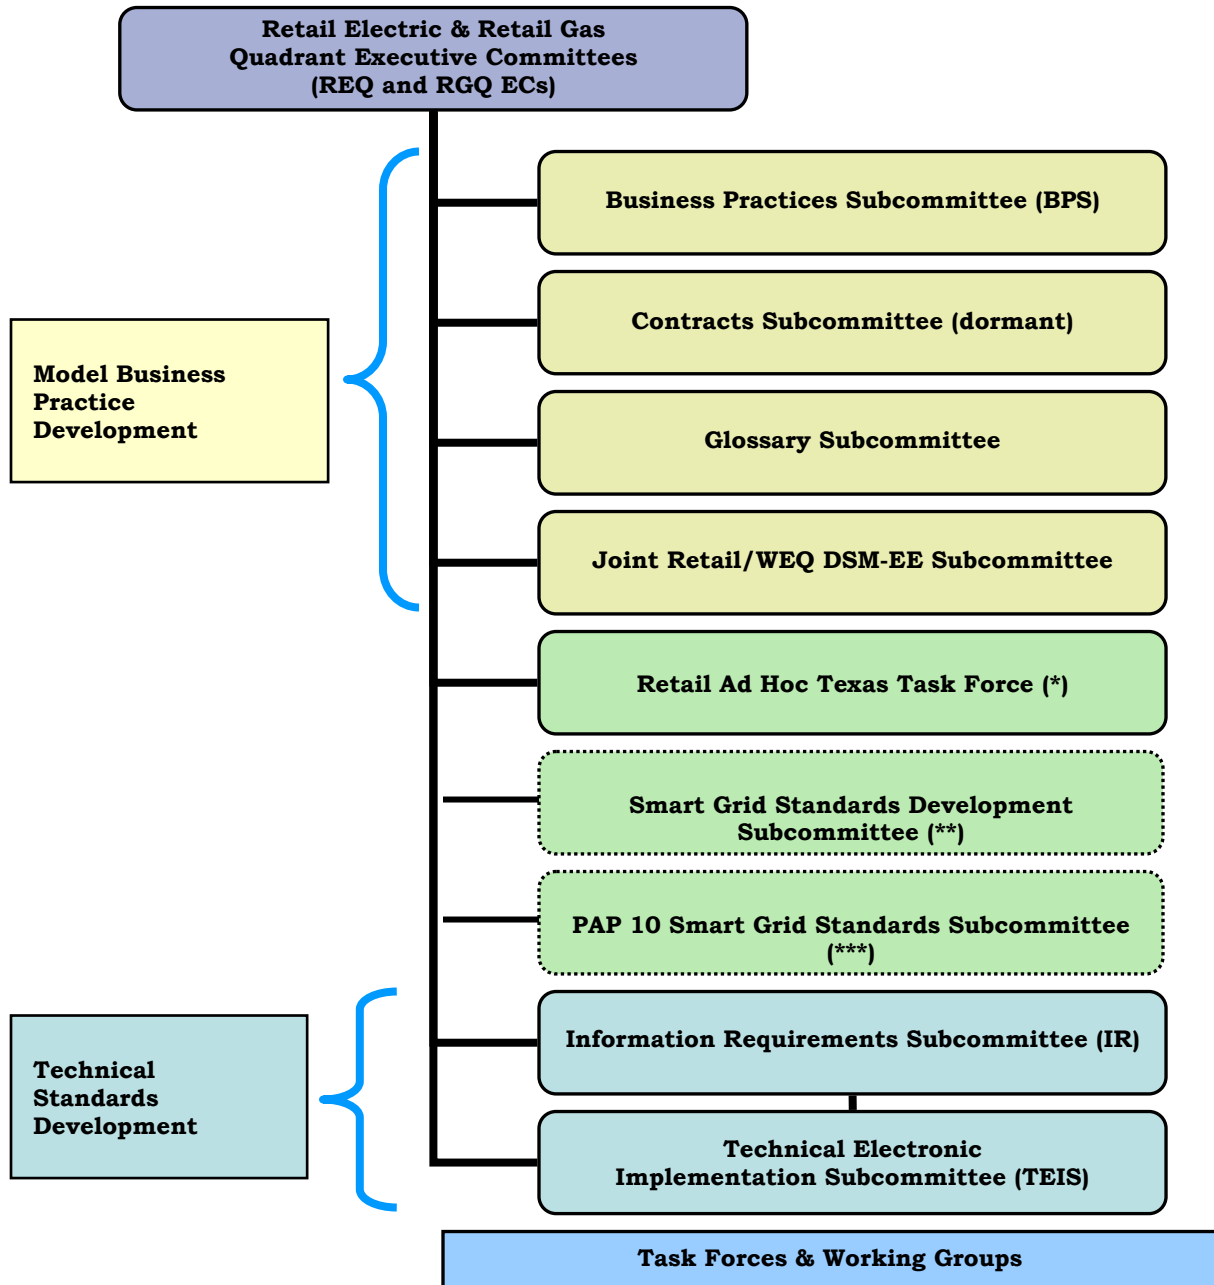 Retail Electric & Retail Gas
Quadrant Executive Committees
(REQ and RGQ ECs)
Business Practices Subcommittee (BPS)
Contracts Subcommittee (dormant)
Model Business
Practice
Development
Glossary Subcommittee
Joint Retail/WEQ DSM-EE Subcommittee
Retail Ad Hoc Texas Task Force (*)
Smart Grid Standards Development
Subcommittee (**)
PAP 10 Smart Grid Standards Subcommittee
(***)
Information Requirements Subcommittee (IR)
Technical
Standards
Development
Technical Electronic
Implementation Subcommittee (TEIS)
Task Forces & Working Groups